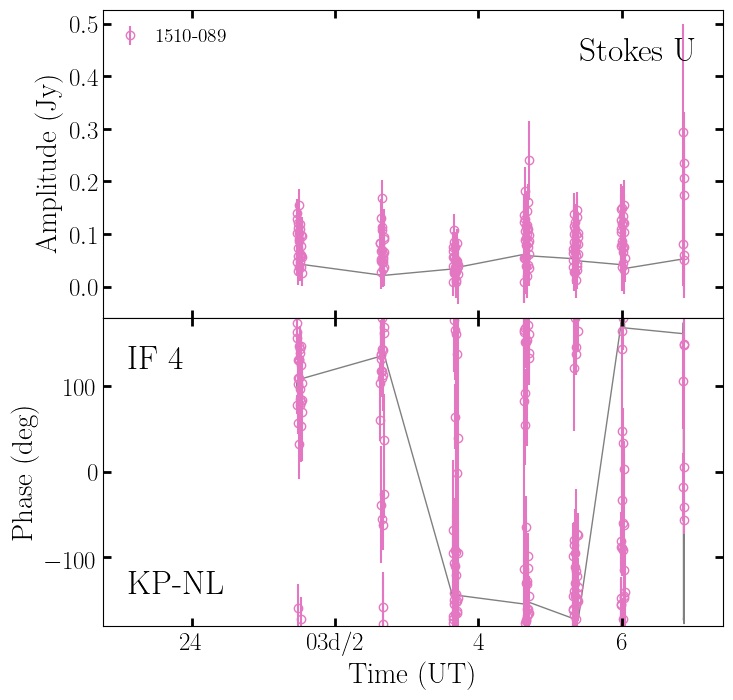 1510-089
Stokes U
Amplitude (Jy)
0.5
0.4
0.3
0.2
0.1
0.0
IF 4
KP-NL
Phase (deg)
100
0
−100
24
03d/2
4
6
Time (UT)